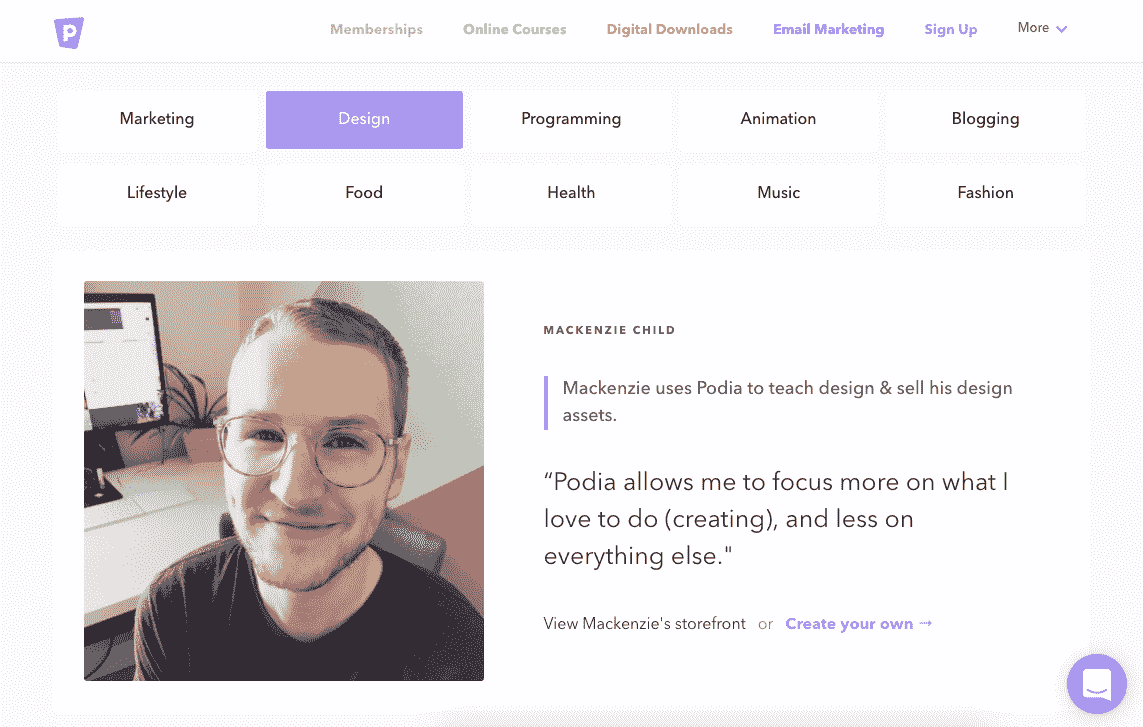 P
Memberships Online Courses Digital Downloads Email Marketing Sign Up More
Marketing Design Programming Animation Blogging
Lifestyle Food Health Music Fashion
MACKENZIE CHILD
Mackenzie uses Podia to teach design & sell his design
assets.
“Podia allows me to focus more on what I
love to do (creating), and less on
everything else."
View Mackenzie's storefront or Create your own →